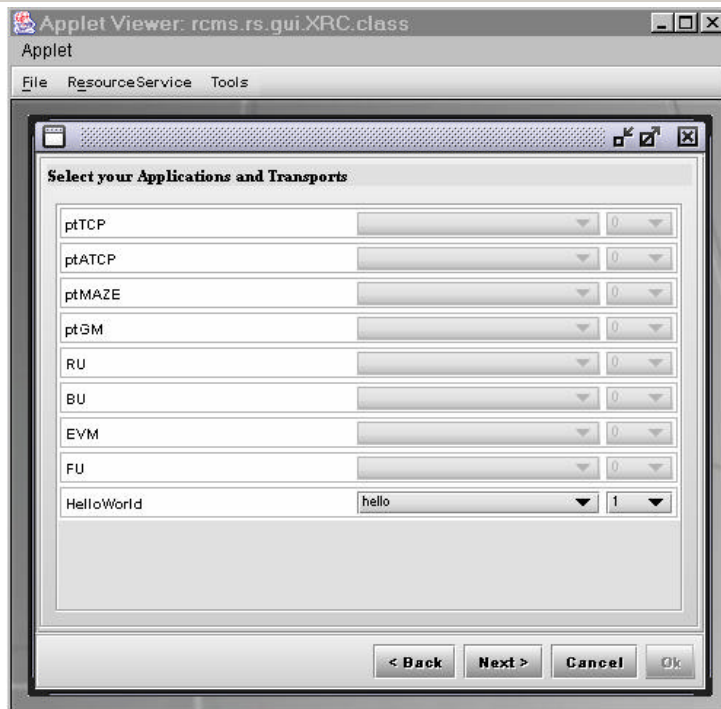 Applet Viewer: rcms.rs.gui.XRC.class
Applet
File ResourceService Tools
Select your Applications and Transports
ptTCP 0
ptATCP 0
ptMAZE 0
ptGM 0
RU 0
BU 0
EVM 0
FU 0
HelloWorld hello 1
< Back Next > Cancel Ok